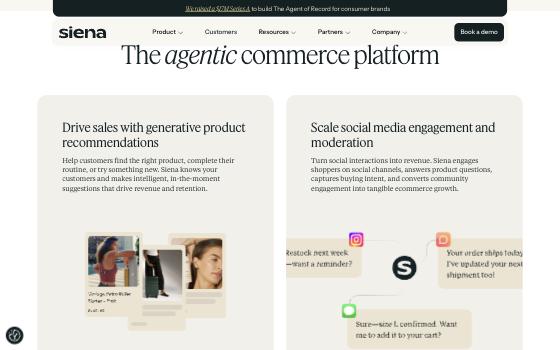 We raised a $17M Series A to build The Agent of Record for consumer brands
siena
Product
Customers
Resources
Partners
Company
Book a demo
The agentic commerce platform
Drive sales with generative product
recommendations
Help customers find the right product, complete their
routine, or try something new. Siena knows your
customers and makes intelligent, in-the-moment
suggestions that drive revenue and retention.
Scale social media engagement and
moderation
Turn social interactions into revenue. Siena engages
shoppers on social channels, answers product questions,
captures buying intent, and converts community
engagement into tangible ecommerce growth.
Restock next week
—want a reminder?
S
Your order ships today
I've updated your next
shipment too!
Sure—size L confirmed. Want
me to add it to your cart?